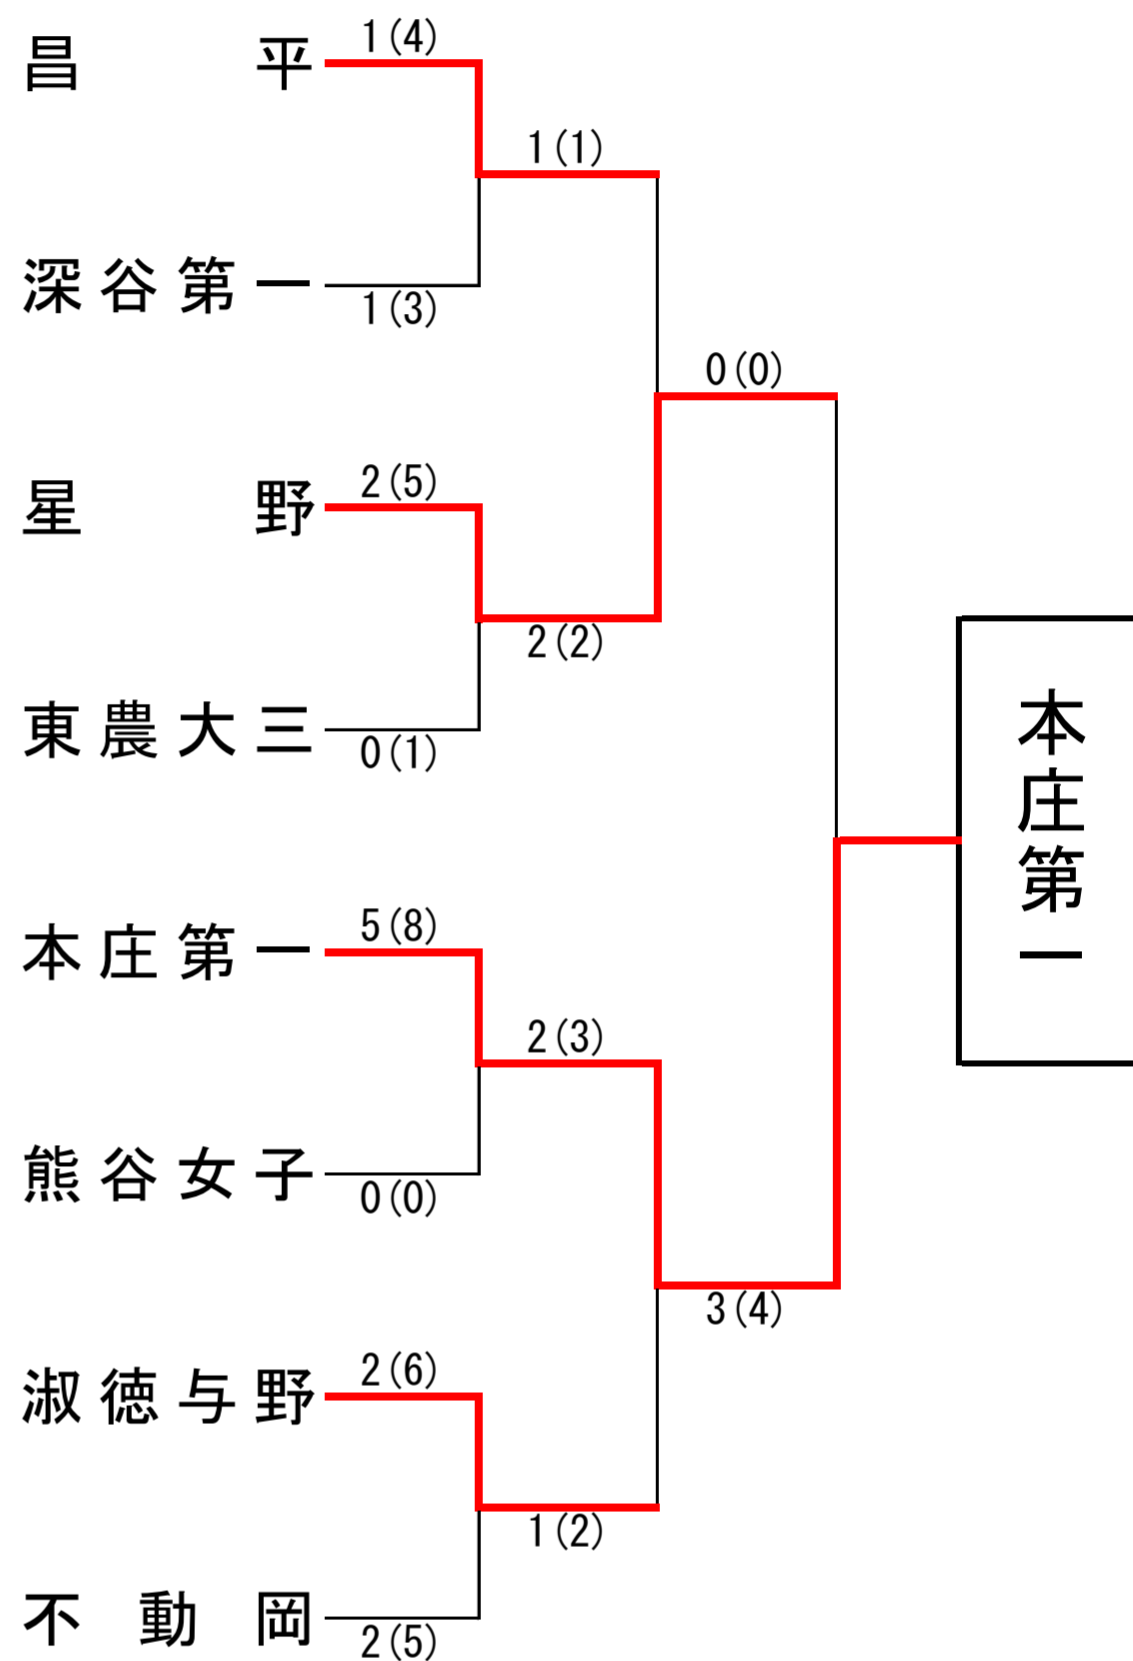 昌平
1(4)
1(1)
深谷第一
1(3)
0(0)
星野
2(5)
2(2)
東農大三
0(1)
本庄第一
本庄第一
5(8)
2(3)
熊谷女子
0(0)
3(4)
淑徳与野
2(6)
1(2)
不動岡
2(5)